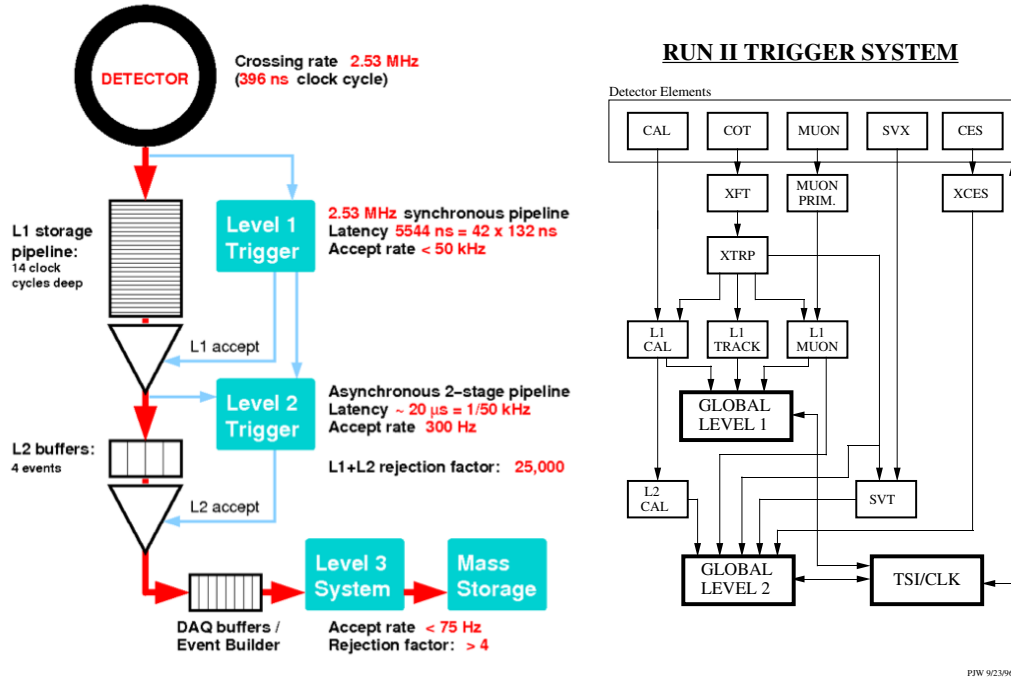 DETECTOR
Crossing rate 2.53 MHz
(396 ns clock cycle)
L1 storage
pipeline:
14 clock
cycles deep
Level 1
Trigger
2.53 MHz synchronous pipeline
Latency 5544 ns = 42 x 132 ns
Accept rate < 50 kHz
L1 accept
Level 2
Trigger
Asynchronous 2-stage pipeline
Latency ~ 20 µs = 1/50 kHz
Accept rate 300 Hz
L2 buffers:
4 events
L1+L2 rejection factor: 25,000
L2 accept
Level 3
System
Mass
Storage
DAQ buffers /
Event Builder
Accept rate < 75 Hz
Rejection factor: > 4
RUN II TRIGGER SYSTEM
Detector Elements
CAL
COT
MUON
SVX
CES
XFT
MUON
PRIM.
XCES
XTRP
L1
CAL
L1
TRACK
L1
MUON
GLOBAL
LEVEL 1
L2
CAL
SVT
GLOBAL
LEVEL 2
TSI/CLK